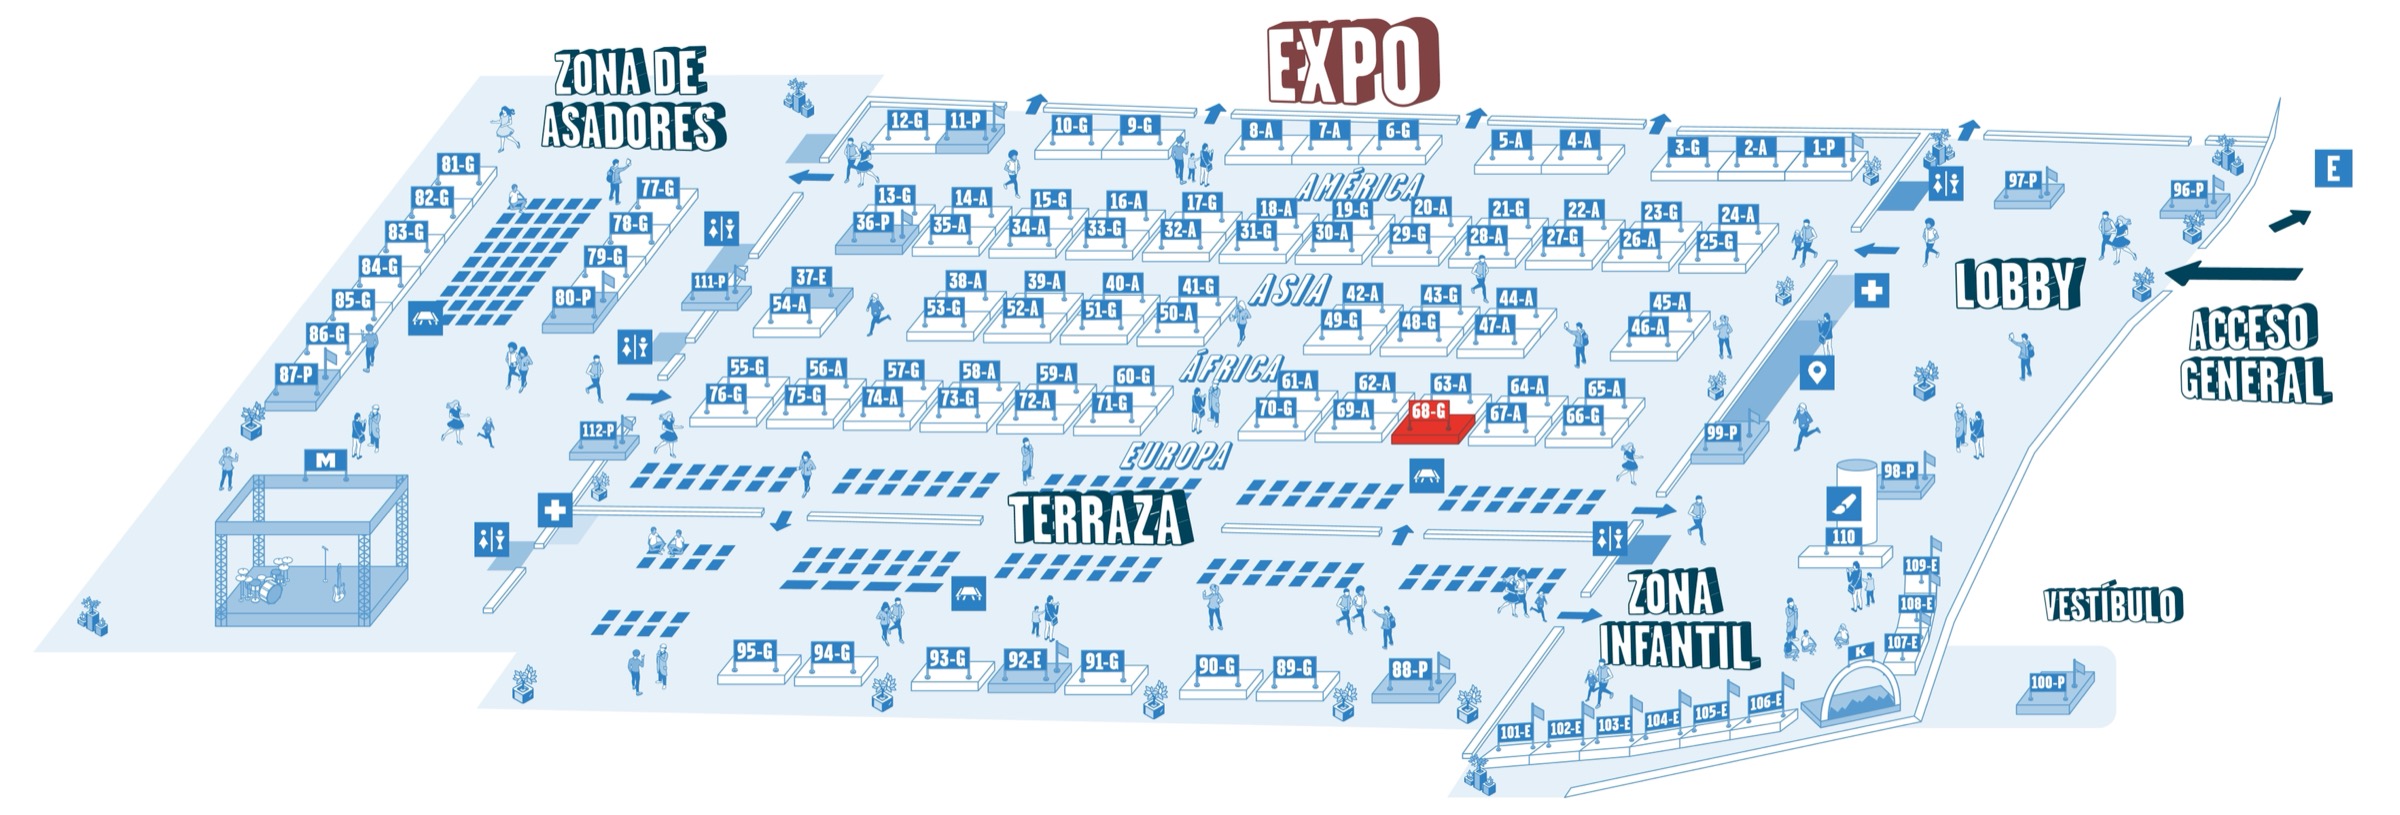 EXPO
ZONA DE
ASADORES
12-G 11-P 10-G 9-G 8-A 7-A 6-G 5-A 4-A 3-G 2-A 1-P
E
AMÉRICA
81-G
82-G
83-G
84-G
85-G
86-G
87-P
77-G
78-G
79-G
80-P
13-G 14-A 15-G 16-A 17-G 18-A 19-G 20-A 21-G 22-A 23-G 24-A
36-P 35-A 34-A 33-G 32-A 31-G 30-A 29-G 28-A 27-G 26-A 25-G
97-P 96-P
LOBBY
ACCESO
GENERAL
ASIA
111-P
37-E 38-A 39-A 40-A 41-G 42-A 43-G 44-A 45-A
54-A 53-G 52-A 51-G 50-A 49-G 48-G 47-A 46-A
ÁFRICA
55-G 56-A 57-G 58-A 59-A 60-G 61-A 62-A 63-A 64-A 65-A
76-G 75-G 74-A 73-G 72-A 71-G 70-G 69-A 68-G 67-A 66-G
112-P
99-P
98-P
EUROPA
M
TERRAZA
110
109-E
108-E
107-E
ZONA
INFANTIL
VESTÍBULO
K
95-G 94-G 93-G 92-E 91-G 90-G 89-G 88-P
100-P
101-E 102-E 103-E 104-E 105-E 106-E